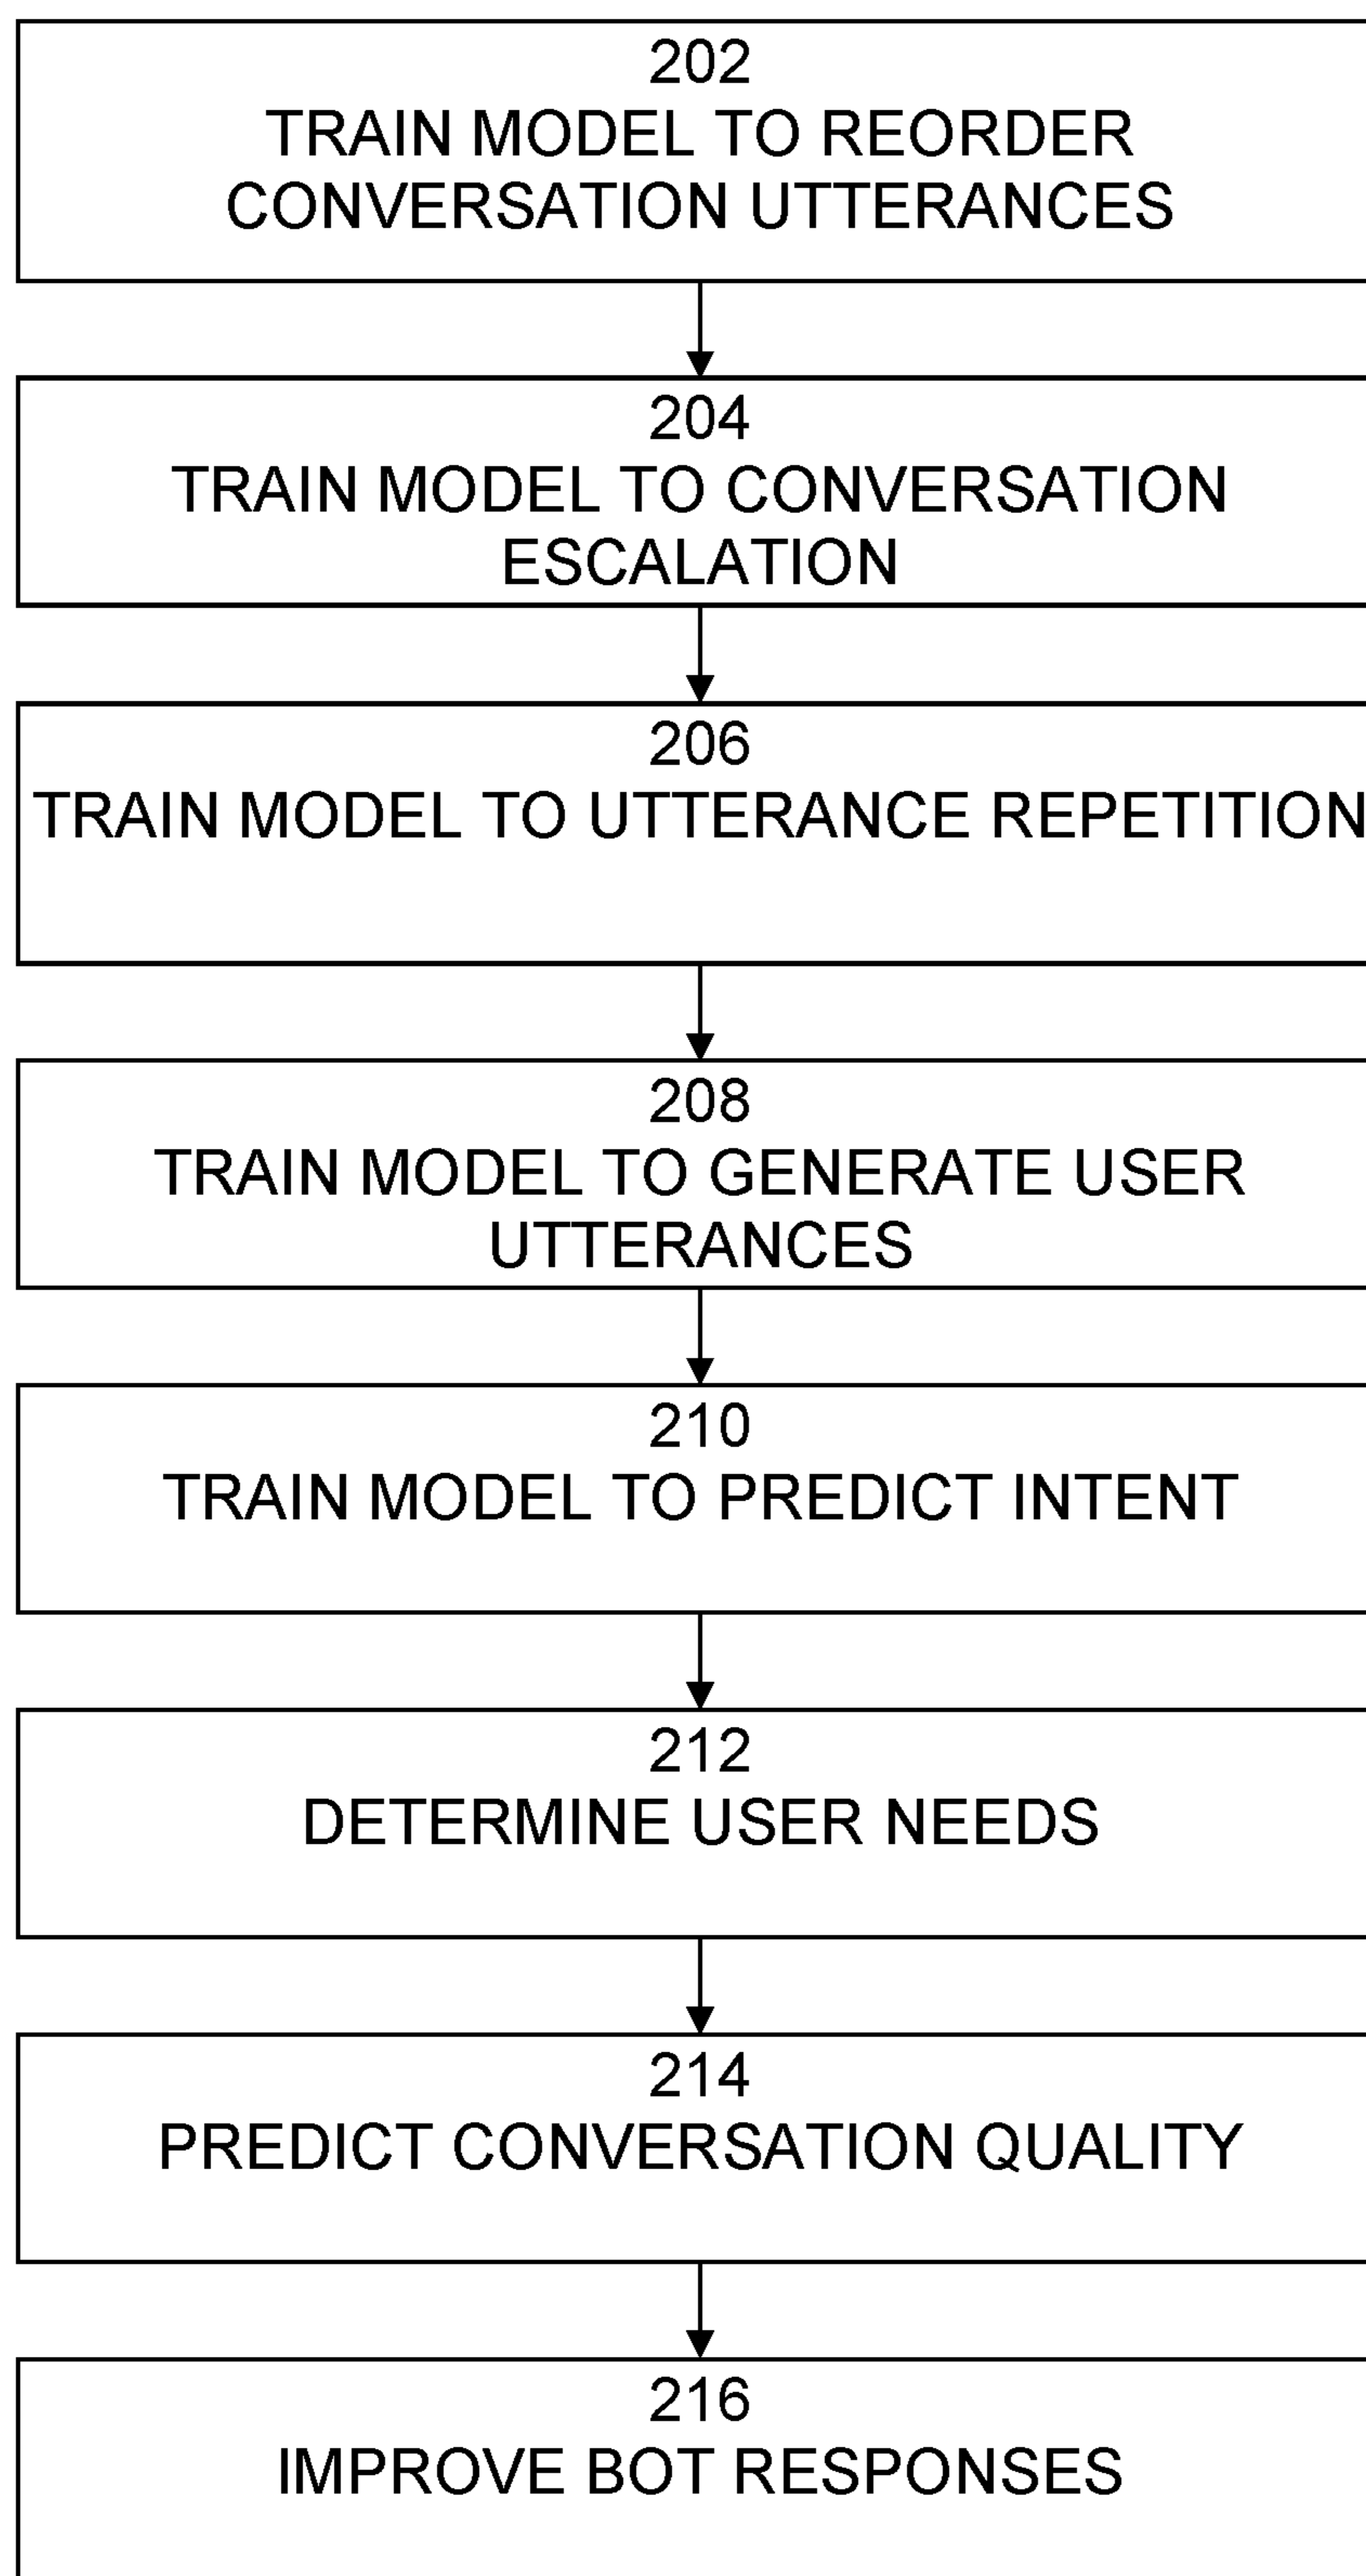 202
TRAIN MODEL TO REORDER
CONVERSATION UTTERANCES
204
TRAIN MODEL TO CONVERSATION
ESCALATION
206
TRAIN MODEL TO UTTERANCE REPETITION
208
TRAIN MODEL TO GENERATE USER
UTTERANCES
210
TRAIN MODEL TO PREDICT INTENT
212
DETERMINE USER NEEDS
214
PREDICT CONVERSATION QUALITY
216
IMPROVE BOT RESPONSES